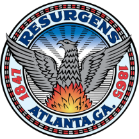 RESURGENS
1847
1865
ATLANTA, GA.